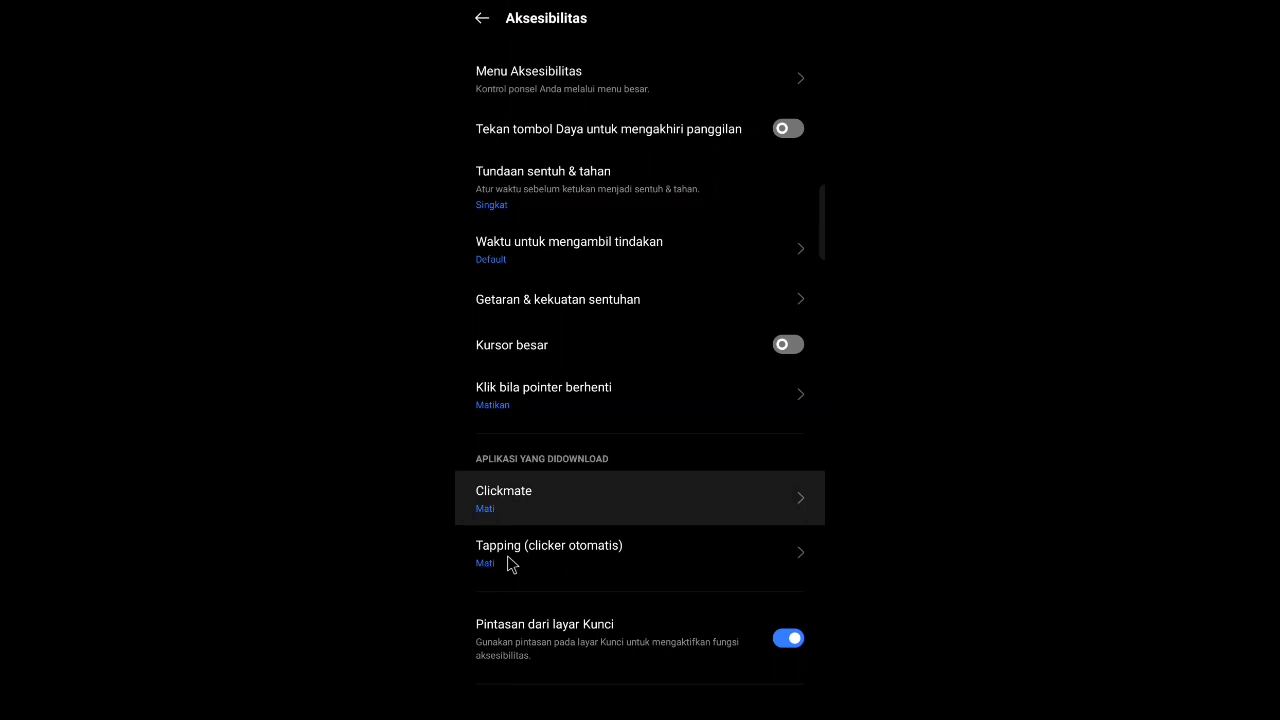 Aksesibilitas
Menu Aksesibilitas
Kontrol ponsel Anda melalui menu besar.
Tekan tombol Daya untuk mengakhiri panggilan
Tundaan sentuh & tahan
Atur waktu sebelum ketukan menjadi sentuh & tahan.
Singkat
Waktu untuk mengambil tindakan
Default
Getaran & kekuatan sentuhan
Kursor besar
Klik bila pointer berhenti
Matikan
APLIKASI YANG DIDOWNLOAD
Clickmate
Mati
Tapping (clicker otomatis)
Mati
Pintasan dari layar Kunci
Gunakan pintasan pada layar Kunci untuk mengaktifkan fungsi
aksesibilitas.